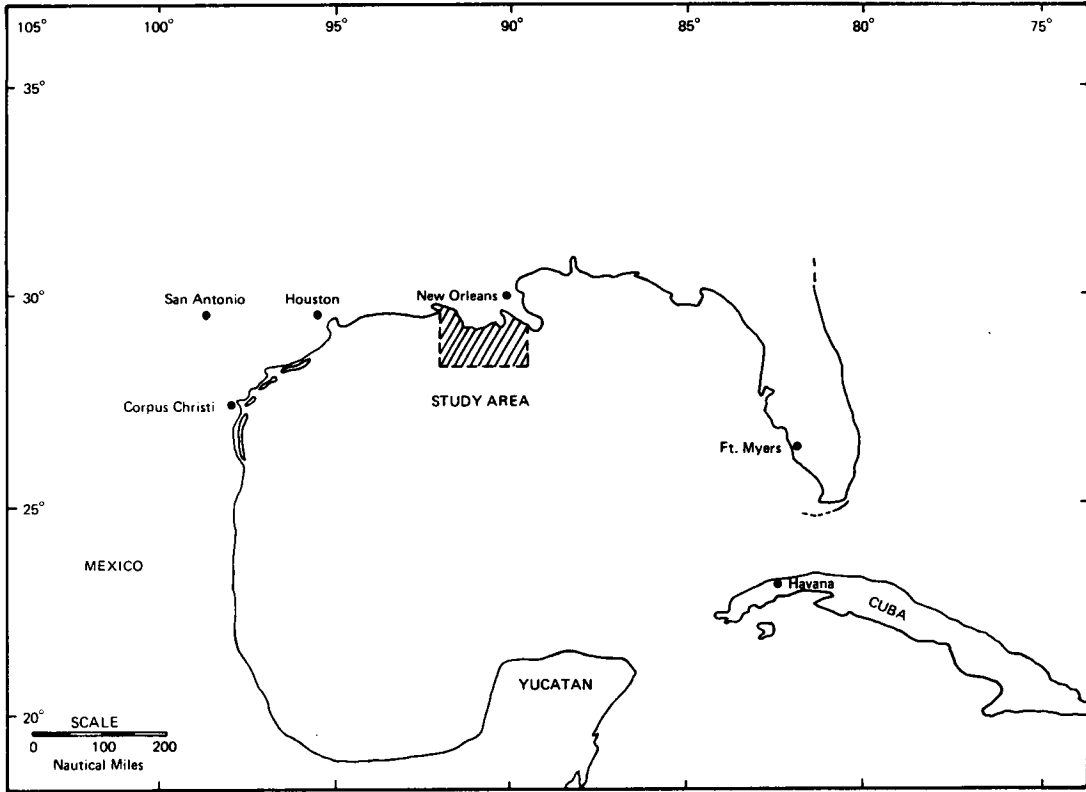 105°
100°
95°
90°
85°
80°
75°
35°
30°
San Antonio
Houston
New Orleans
STUDY AREA
Corpus Christi
Ft. Myers
25°
MEXICO
Havana
CUBA
YUCATAN
20°
SCALE
0 100 200
Nautical Miles